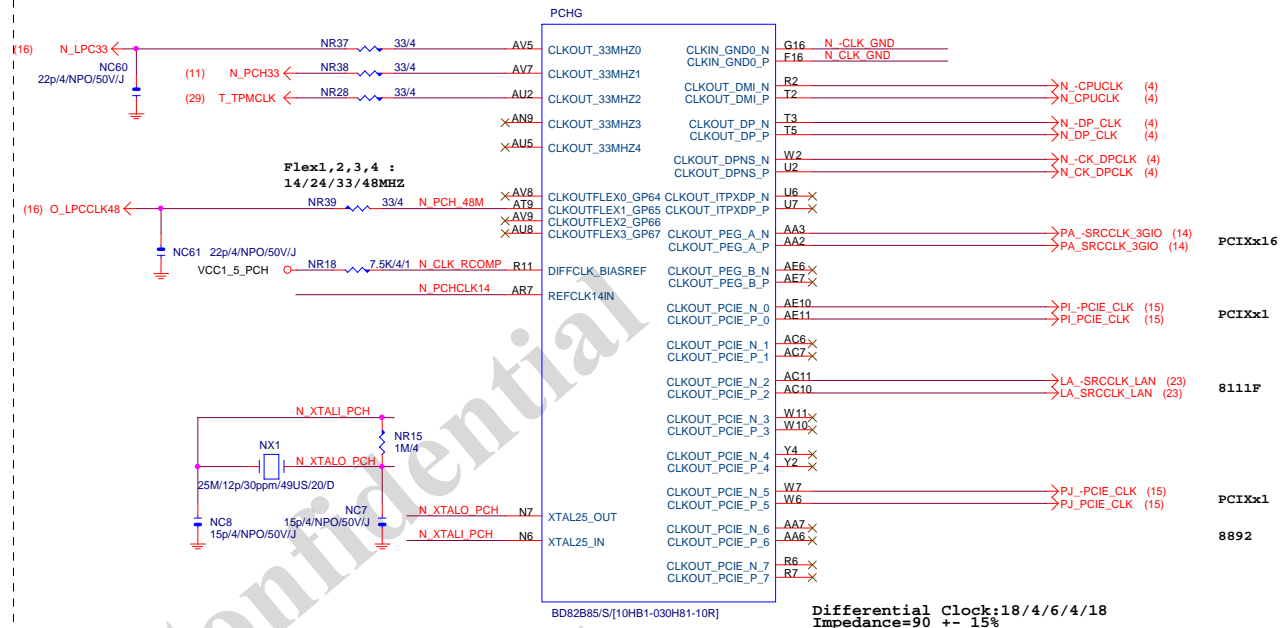 PCHG
(16) N_LPC33
NC60
22p/4/NPO/50V/J
NR37 33/4 AV5 CLKOUT_33MHZ0
(11) N_PCH33 NR38 33/4 AV7 CLKOUT_33MHZ1
(29) T_TPMCLK NR28 33/4 AU2 CLKOUT_33MHZ2
AN9 CLKOUT_33MHZ3
AU5 CLKOUT_33MHZ4
Flex1,2,3,4 :
14/24/33/48MHZ
AV8 CLKOUTFLEX0_GP64
(16) O_LPCCLK48 NR39 33/4 N_PCH_48M AT9 CLKOUTFLEX1_GP65
AV9 CLKOUTFLEX2_GP66
AU8 CLKOUTFLEX3_GP67
NC61 22p/4/NPO/50V/J
VCC1_5_PCH NR18 7.5K/4/1 N_CLK_RCOMP R11 DIFFCLK_BIASREF
N_PCHCLK14 AR7 REFCLK14IN
N_XTALI_PCH
NR15
1M/4
NX1
N_XTALO_PCH
25M/12p/30ppm/49US/20/D
NC8
15p/4/NPO/50V/J
NC7
15p/4/NPO/50V/J
N_XTALO_PCH N7 XTAL25_OUT
N_XTALI_PCH N6 XTAL25_IN
CLKIN_GND0_N G16 N_-CLK_GND
CLKIN_GND0_P F16 N_CLK_GND
CLKOUT_DMI_N R2 N_-CPUCLK (4)
CLKOUT_DMI_P T2 N_CPUCLK (4)
CLKOUT_DP_N T3 N_-DP_CLK (4)
CLKOUT_DP_P T5 N_DP_CLK (4)
CLKOUT_DPNS_N W2 N_-CK_DPCLK (4)
CLKOUT_DPNS_P U2 N_CK_DPCLK (4)
CLKOUT_ITPXDP_N U6
CLKOUT_ITPXDP_P U7
CLKOUT_PEG_A_N AA3 PA_-SRCCLK_3GIO (14)
CLKOUT_PEG_A_P AA2 PA_SRCCLK_3GIO (14)
PCIXx16
CLKOUT_PEG_B_N AE6
CLKOUT_PEG_B_P AE7
CLKOUT_PCIE_N_0 AE10 PI_-PCIE_CLK (15)
CLKOUT_PCIE_P_0 AE11 PI_PCIE_CLK (15)
PCIXx1
CLKOUT_PCIE_N_1 AC6
CLKOUT_PCIE_P_1 AC7
CLKOUT_PCIE_N_2 AC11 LA_-SRCCLK_LAN (23)
CLKOUT_PCIE_P_2 AC10 LA_SRCCLK_LAN (23)
8111F
CLKOUT_PCIE_N_3 W11
CLKOUT_PCIE_P_3 W10
CLKOUT_PCIE_N_4 Y4
CLKOUT_PCIE_P_4 Y2
CLKOUT_PCIE_N_5 W7 PJ_-PCIE_CLK (15)
CLKOUT_PCIE_P_5 W6 PJ_PCIE_CLK (15)
PCIXx1
CLKOUT_PCIE_N_6 AA7
CLKOUT_PCIE_P_6 AA6
8892
CLKOUT_PCIE_N_7 R6
CLKOUT_PCIE_P_7 R7
BD82B85/S/[10HB1-030H81-10R]
Differential Clock:18/4/6/4/18
Impedance=90 +- 15%
Confidential